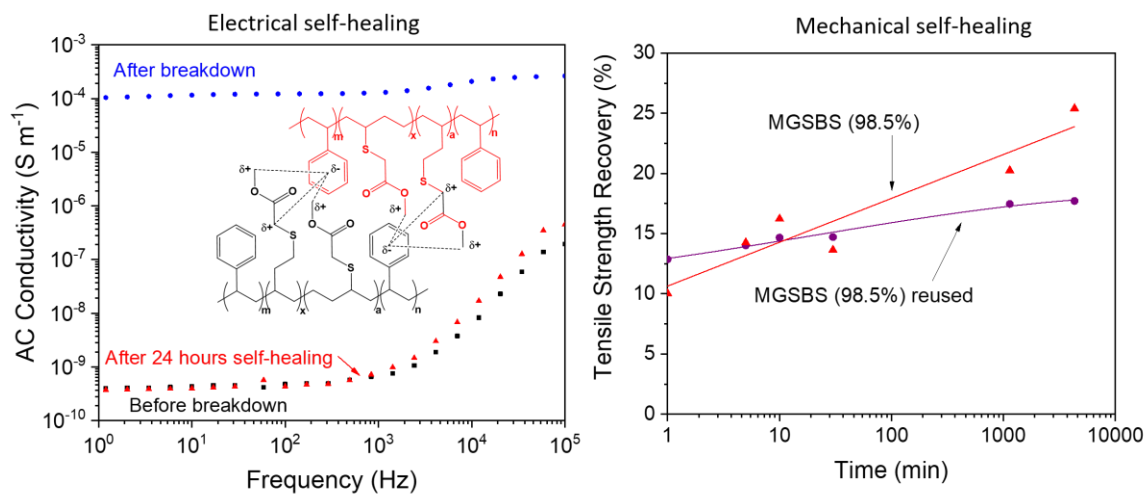 Electrical self-healing
10⁻³
10⁻⁴
10⁻⁵
10⁻⁶
10⁻⁷
10⁻⁸
10⁻⁹
10⁻¹⁰
AC Conductivity (S m⁻¹)
After breakdown
m x a n
S S
O O
O O
δ+ δ-
δ+ δ+
δ+ δ+
δ- δ+
O O
O O
S S
m x a n
After 24 hours self-healing
Before breakdown
10⁰ 10¹ 10² 10³ 10⁴ 10⁵
Frequency (Hz)
Mechanical self-healing
30
25
20
15
10
5
0
Tensile Strength Recovery (%)
MGSBS (98.5%)
MGSBS (98.5%) reused
1 10 100 1000 10000
Time (min)